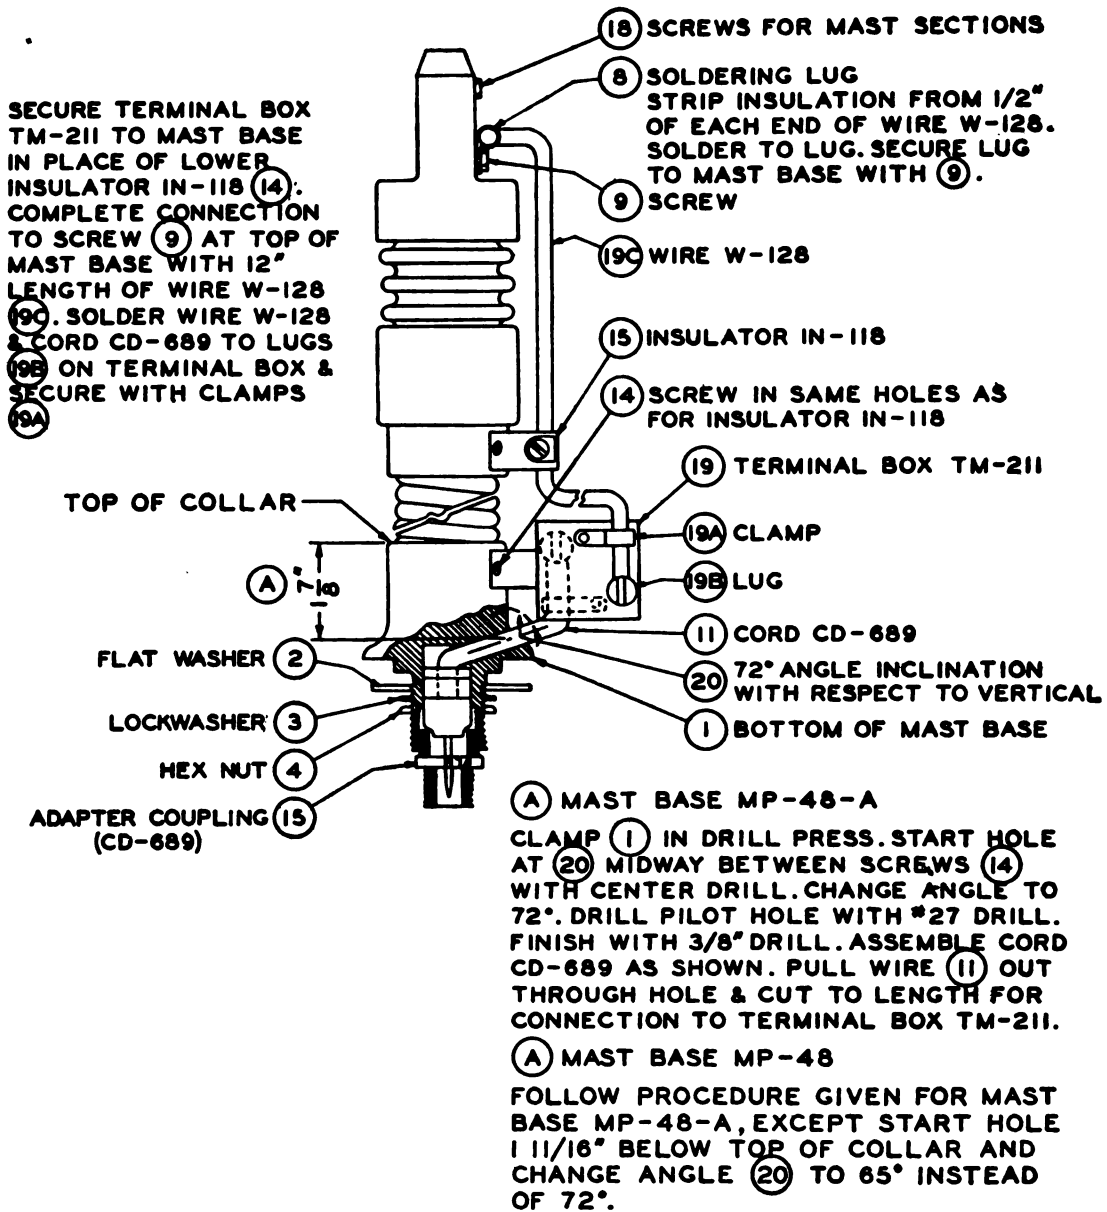 SECURE TERMINAL BOX
TM-211 TO MAST BASE
IN PLACE OF LOWER
INSULATOR IN-118 (14).
COMPLETE CONNECTION
TO SCREW (9) AT TOP OF
MAST BASE WITH 12"
LENGTH OF WIRE W-128
(19C). SOLDER WIRE W-128
& CORD CD-689 TO LUGS
(19B) ON TERMINAL BOX &
SECURE WITH CLAMPS
(19A)
(18) SCREWS FOR MAST SECTIONS
(8) SOLDERING LUG
STRIP INSULATION FROM 1/2"
OF EACH END OF WIRE W-128.
SOLDER TO LUG. SECURE LUG
TO MAST BASE WITH (9).
(9) SCREW
(19C) WIRE W-128
(15) INSULATOR IN-118
(14) SCREW IN SAME HOLES AS
FOR INSULATOR IN-118
(19) TERMINAL BOX TM-211
(19A) CLAMP
(19B) LUG
(11) CORD CD-689
(20) 72° ANGLE INCLINATION
WITH RESPECT TO VERTICAL
(1) BOTTOM OF MAST BASE
TOP OF COLLAR
(A) 1 7/8"
FLAT WASHER (2)
LOCKWASHER (3)
HEX NUT (4)
ADAPTER COUPLING (15)
(CD-689)
(A) MAST BASE MP-48-A
CLAMP (1) IN DRILL PRESS. START HOLE
AT (20) MIDWAY BETWEEN SCREWS (14)
WITH CENTER DRILL. CHANGE ANGLE TO
72°. DRILL PILOT HOLE WITH #27 DRILL.
FINISH WITH 3/8" DRILL. ASSEMBLE CORD
CD-689 AS SHOWN. PULL WIRE (11) OUT
THROUGH HOLE & CUT TO LENGTH FOR
CONNECTION TO TERMINAL BOX TM-211.
(A) MAST BASE MP-48
FOLLOW PROCEDURE GIVEN FOR MAST
BASE MP-48-A, EXCEPT START HOLE
1 11/16" BELOW TOP OF COLLAR AND
CHANGE ANGLE (20) TO 65° INSTEAD
OF 72°.